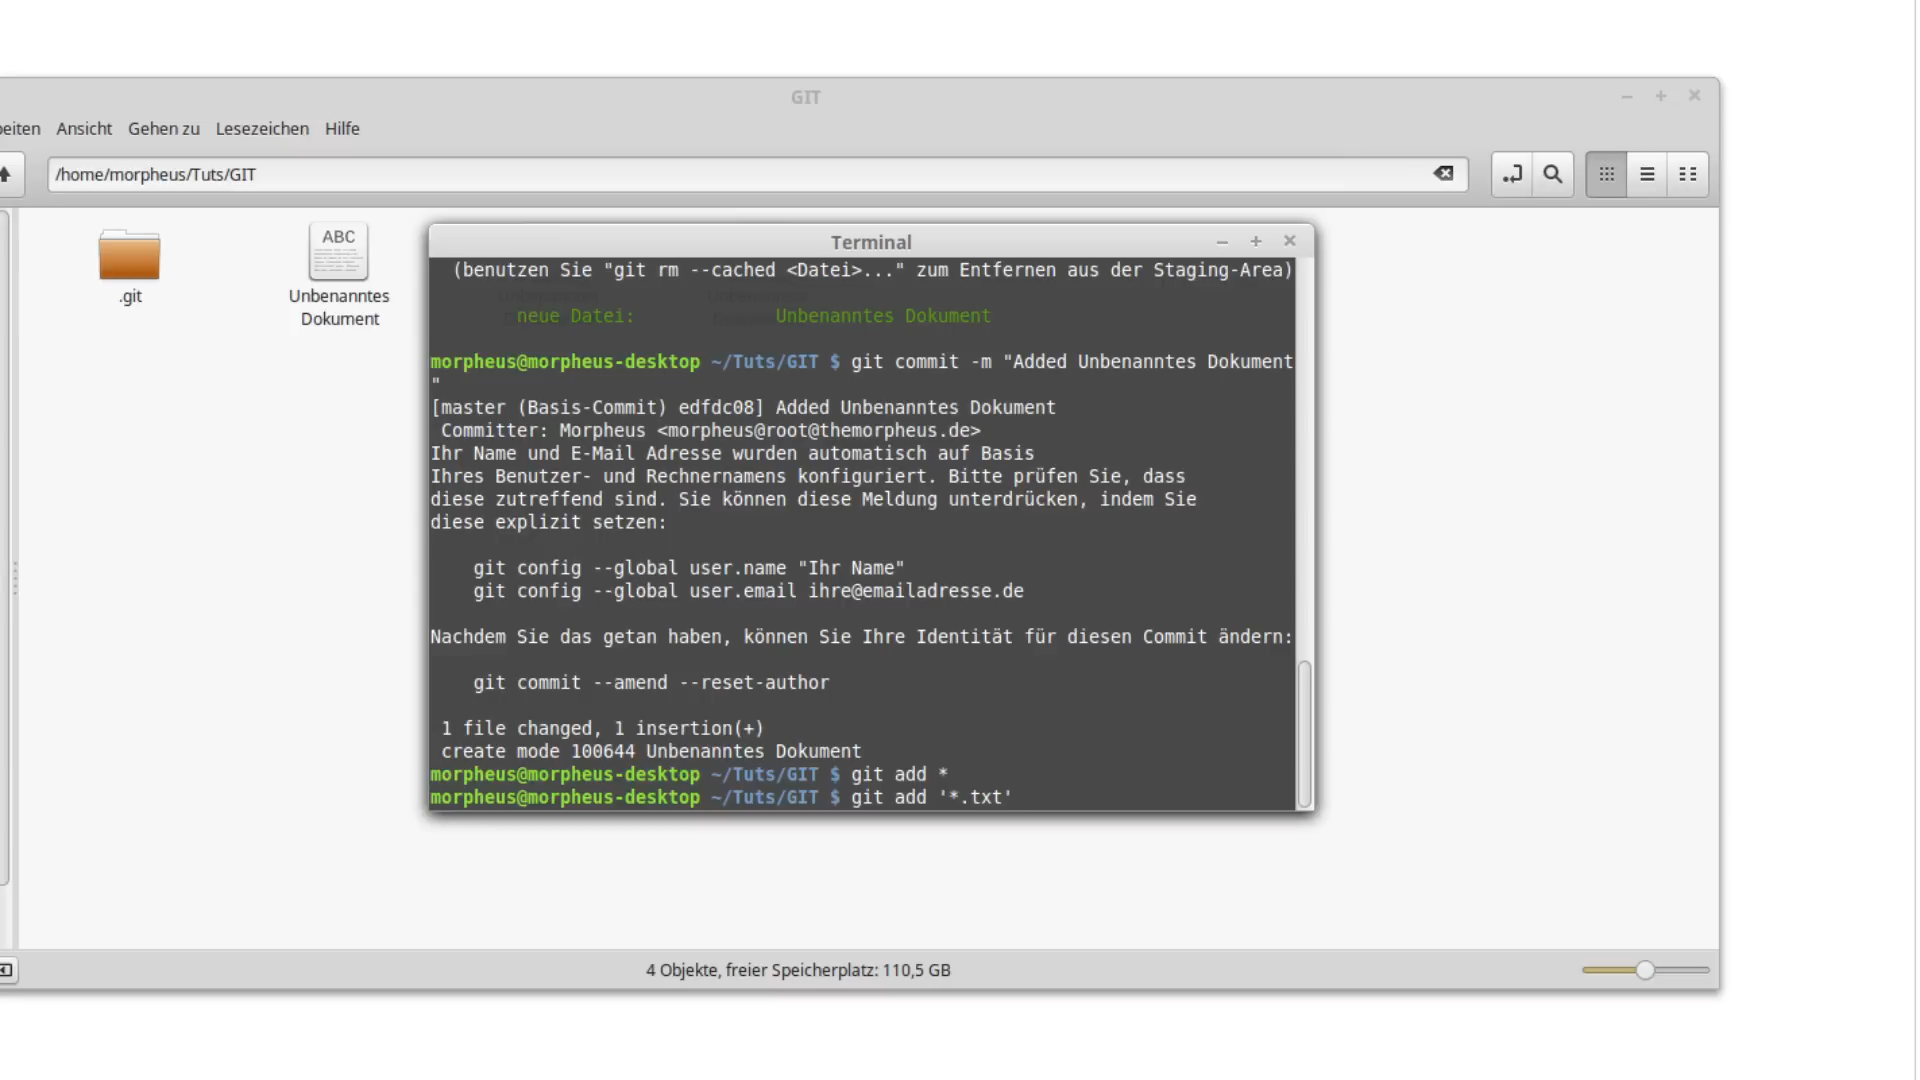 GIT
eiten Ansicht Gehen zu Lesezeichen Hilfe
/home/morpheus/Tuts/GIT
.git
ABC
Unbenanntes
Dokument
Terminal
(benutzen Sie "git rm --cached <Datei>..." zum Entfernen aus der Staging-Area)
neue Datei: Unbenanntes Dokument
morpheus@morpheus-desktop ~/Tuts/GIT $ git commit -m "Added Unbenanntes Dokument
"
[master (Basis-Commit) edfdc08] Added Unbenanntes Dokument
Committer: Morpheus <morpheus@root@themorpheus.de>
Ihr Name und E-Mail Adresse wurden automatisch auf Basis
Ihres Benutzer- und Rechnernamens konfiguriert. Bitte prüfen Sie, dass
diese zutreffend sind. Sie können diese Meldung unterdrücken, indem Sie
diese explizit setzen:
git config --global user.name "Ihr Name"
git config --global user.email ihre@emailadresse.de
Nachdem Sie das getan haben, können Sie Ihre Identität für diesen Commit ändern:
git commit --amend --reset-author
1 file changed, 1 insertion(+)
create mode 100644 Unbenanntes Dokument
morpheus@morpheus-desktop ~/Tuts/GIT $ git add *
morpheus@morpheus-desktop ~/Tuts/GIT $ git add '*.txt'
4 Objekte, freier Speicherplatz: 110,5 GB